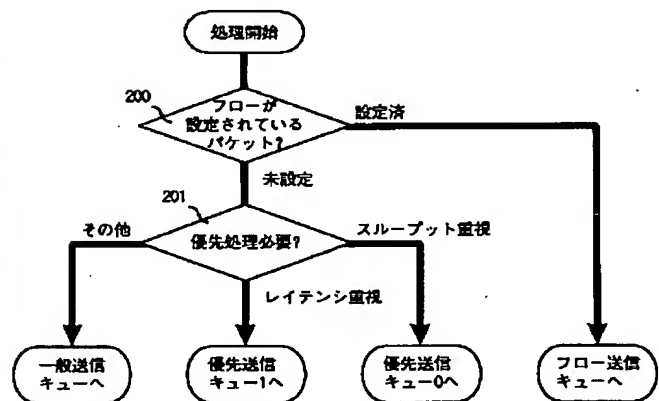 処理開始
200
フローが
設定されている
パケット?
設定済
未設定
201
その他
優先処理必要?
スループット重視
レイテンシ重視
一般送信
キューへ
優先送信
キュー1へ
優先送信
キュー0へ
フロー送信
キューへ